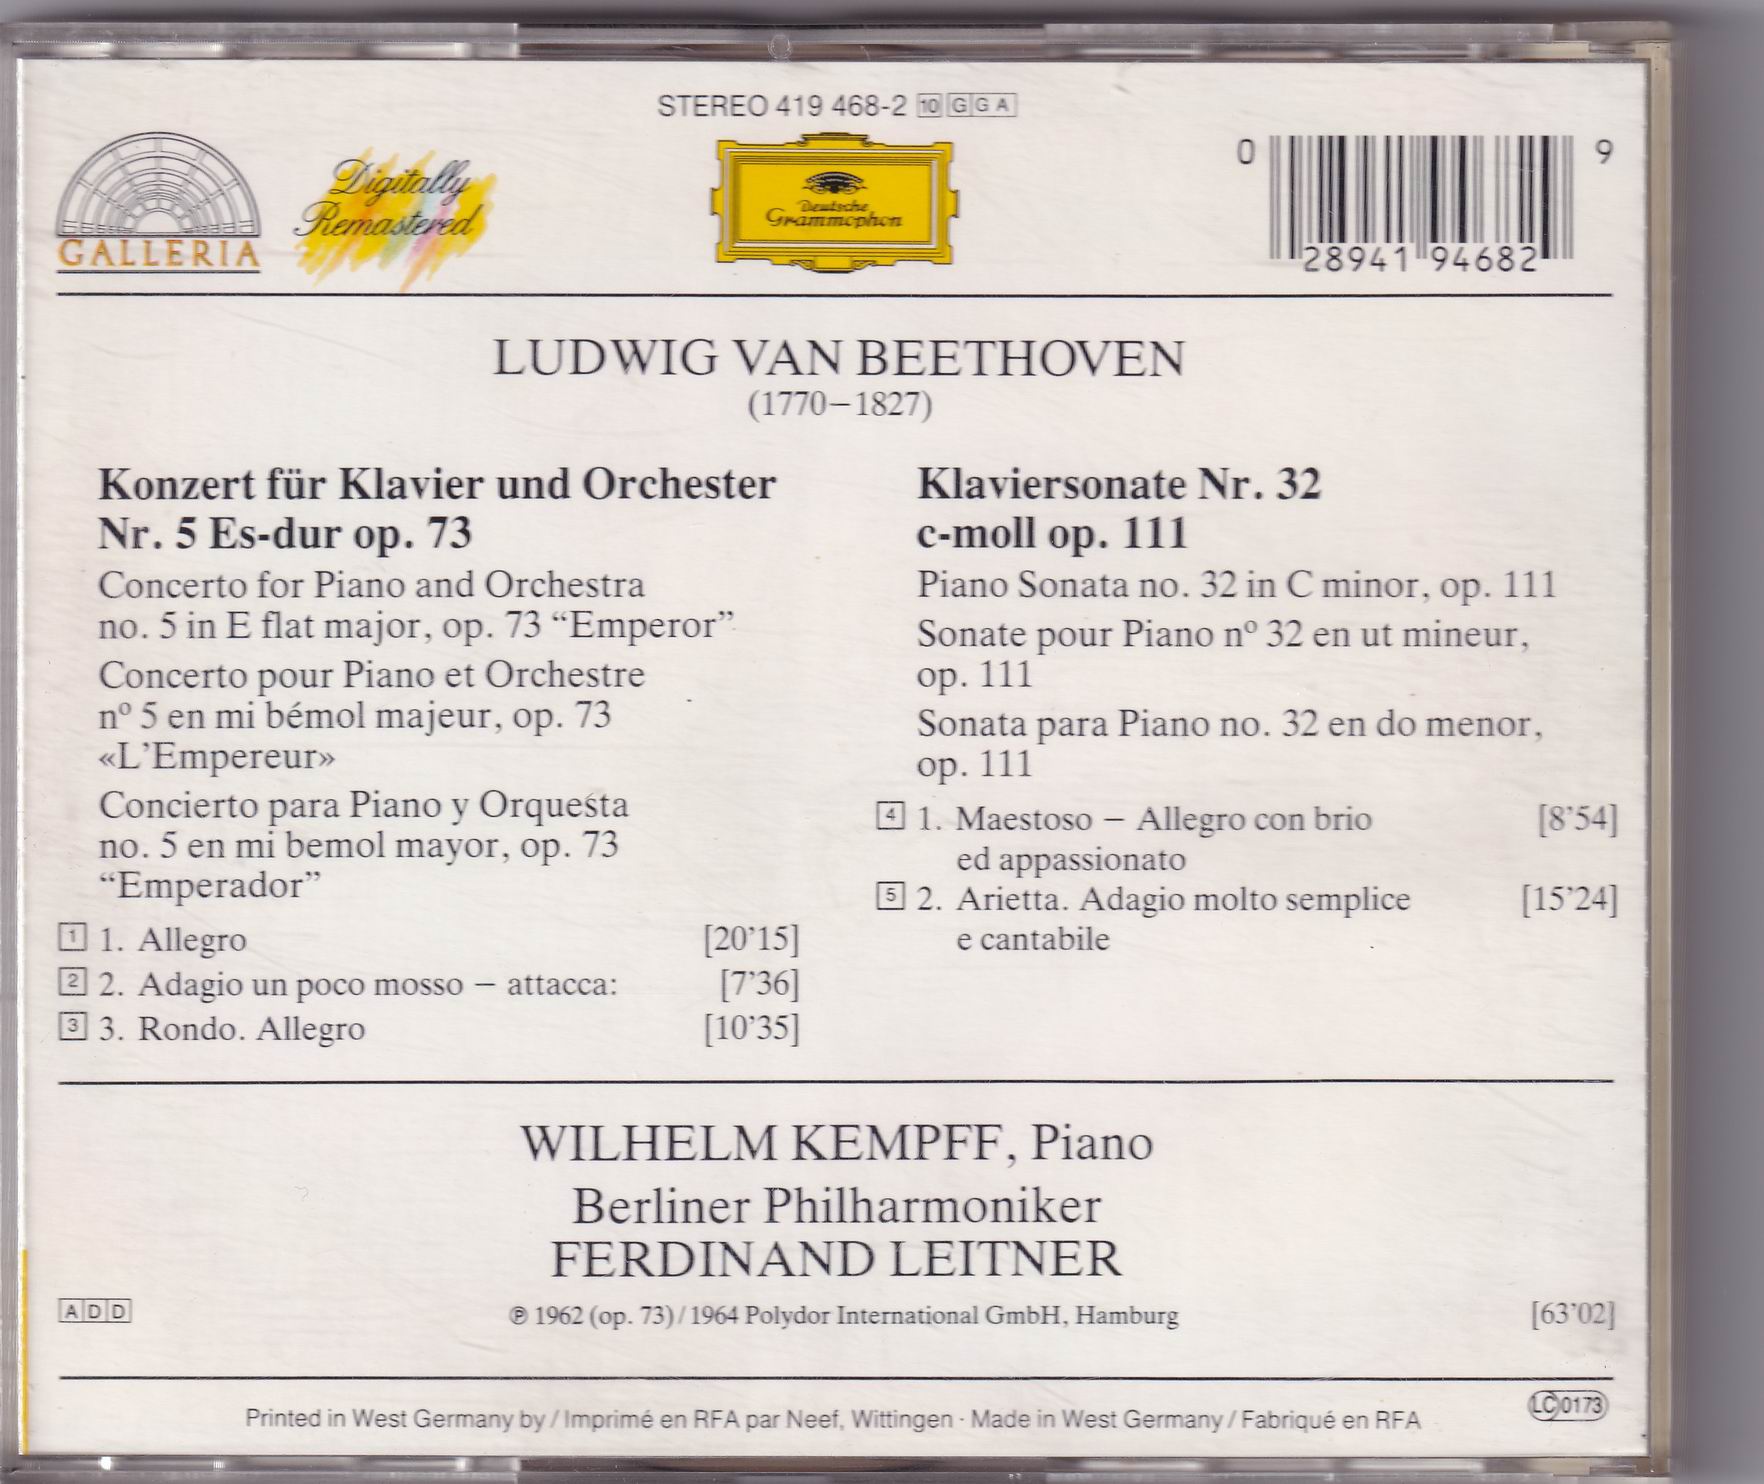 STEREO 419 468-2 10 GGA
GALLERIA
Digitally
Remastered
Deutsche
Grammophon
0 28941 94682 9
LUDWIG VAN BEETHOVEN
(1770–1827)
Konzert für Klavier und Orchester
Nr. 5 Es-dur op. 73
Concerto for Piano and Orchestra
no. 5 in E flat major, op. 73 “Emperor”
Concerto pour Piano et Orchestre
nº 5 en mi bémol majeur, op. 73
«L’Empereur»
Concierto para Piano y Orquesta
no. 5 en mi bemol mayor, op. 73
“Emperador”
1 1. Allegro [20’15]
2 2. Adagio un poco mosso – attacca: [7’36]
3 3. Rondo. Allegro [10’35]
Klaviersonate Nr. 32
c-moll op. 111
Piano Sonata no. 32 in C minor, op. 111
Sonate pour Piano nº 32 en ut mineur,
op. 111
Sonata para Piano no. 32 en do menor,
op. 111
4 1. Maestoso – Allegro con brio [8’54]
ed appassionato
5 2. Arietta. Adagio molto semplice [15’24]
e cantabile
WILHELM KEMPFF, Piano
Berliner Philharmoniker
FERDINAND LEITNER
ADD ℗ 1962 (op. 73) / 1964 Polydor International GmbH, Hamburg [63’02]
Printed in West Germany by / Imprimé en RFA par Neef, Wittingen · Made in West Germany / Fabriqué en RFA
LC 0173